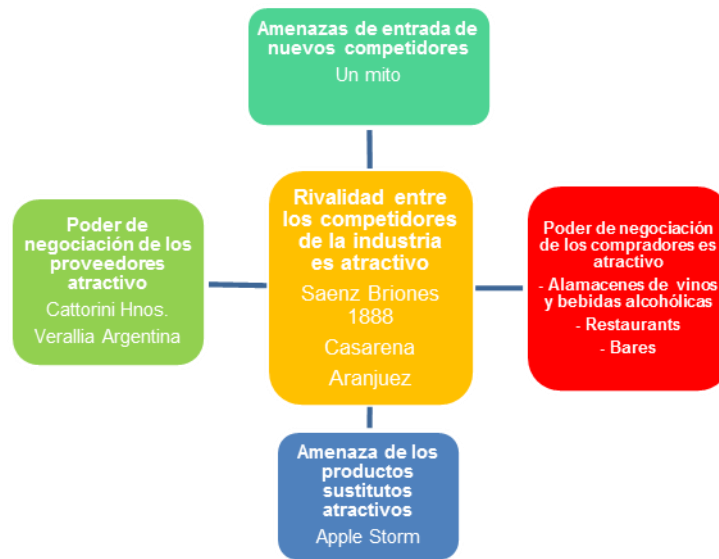 Amenazas de entrada de
nuevos competidores
Un mito
Poder de
negociación de los
proveedores
atractivo
Cattorini Hnos.
Verallia Argentina
Rivalidad entre
los competidores
de la industria
es atractivo
Saenz Briones
1888
Casarena
Aranjuez
Poder de negociación
de los compradores es
atractivo
- Alamacenes de vinos
y bebidas alcohólicas
- Restaurants
- Bares
Amenaza de los
productos
sustitutos
atractivos
Apple Storm